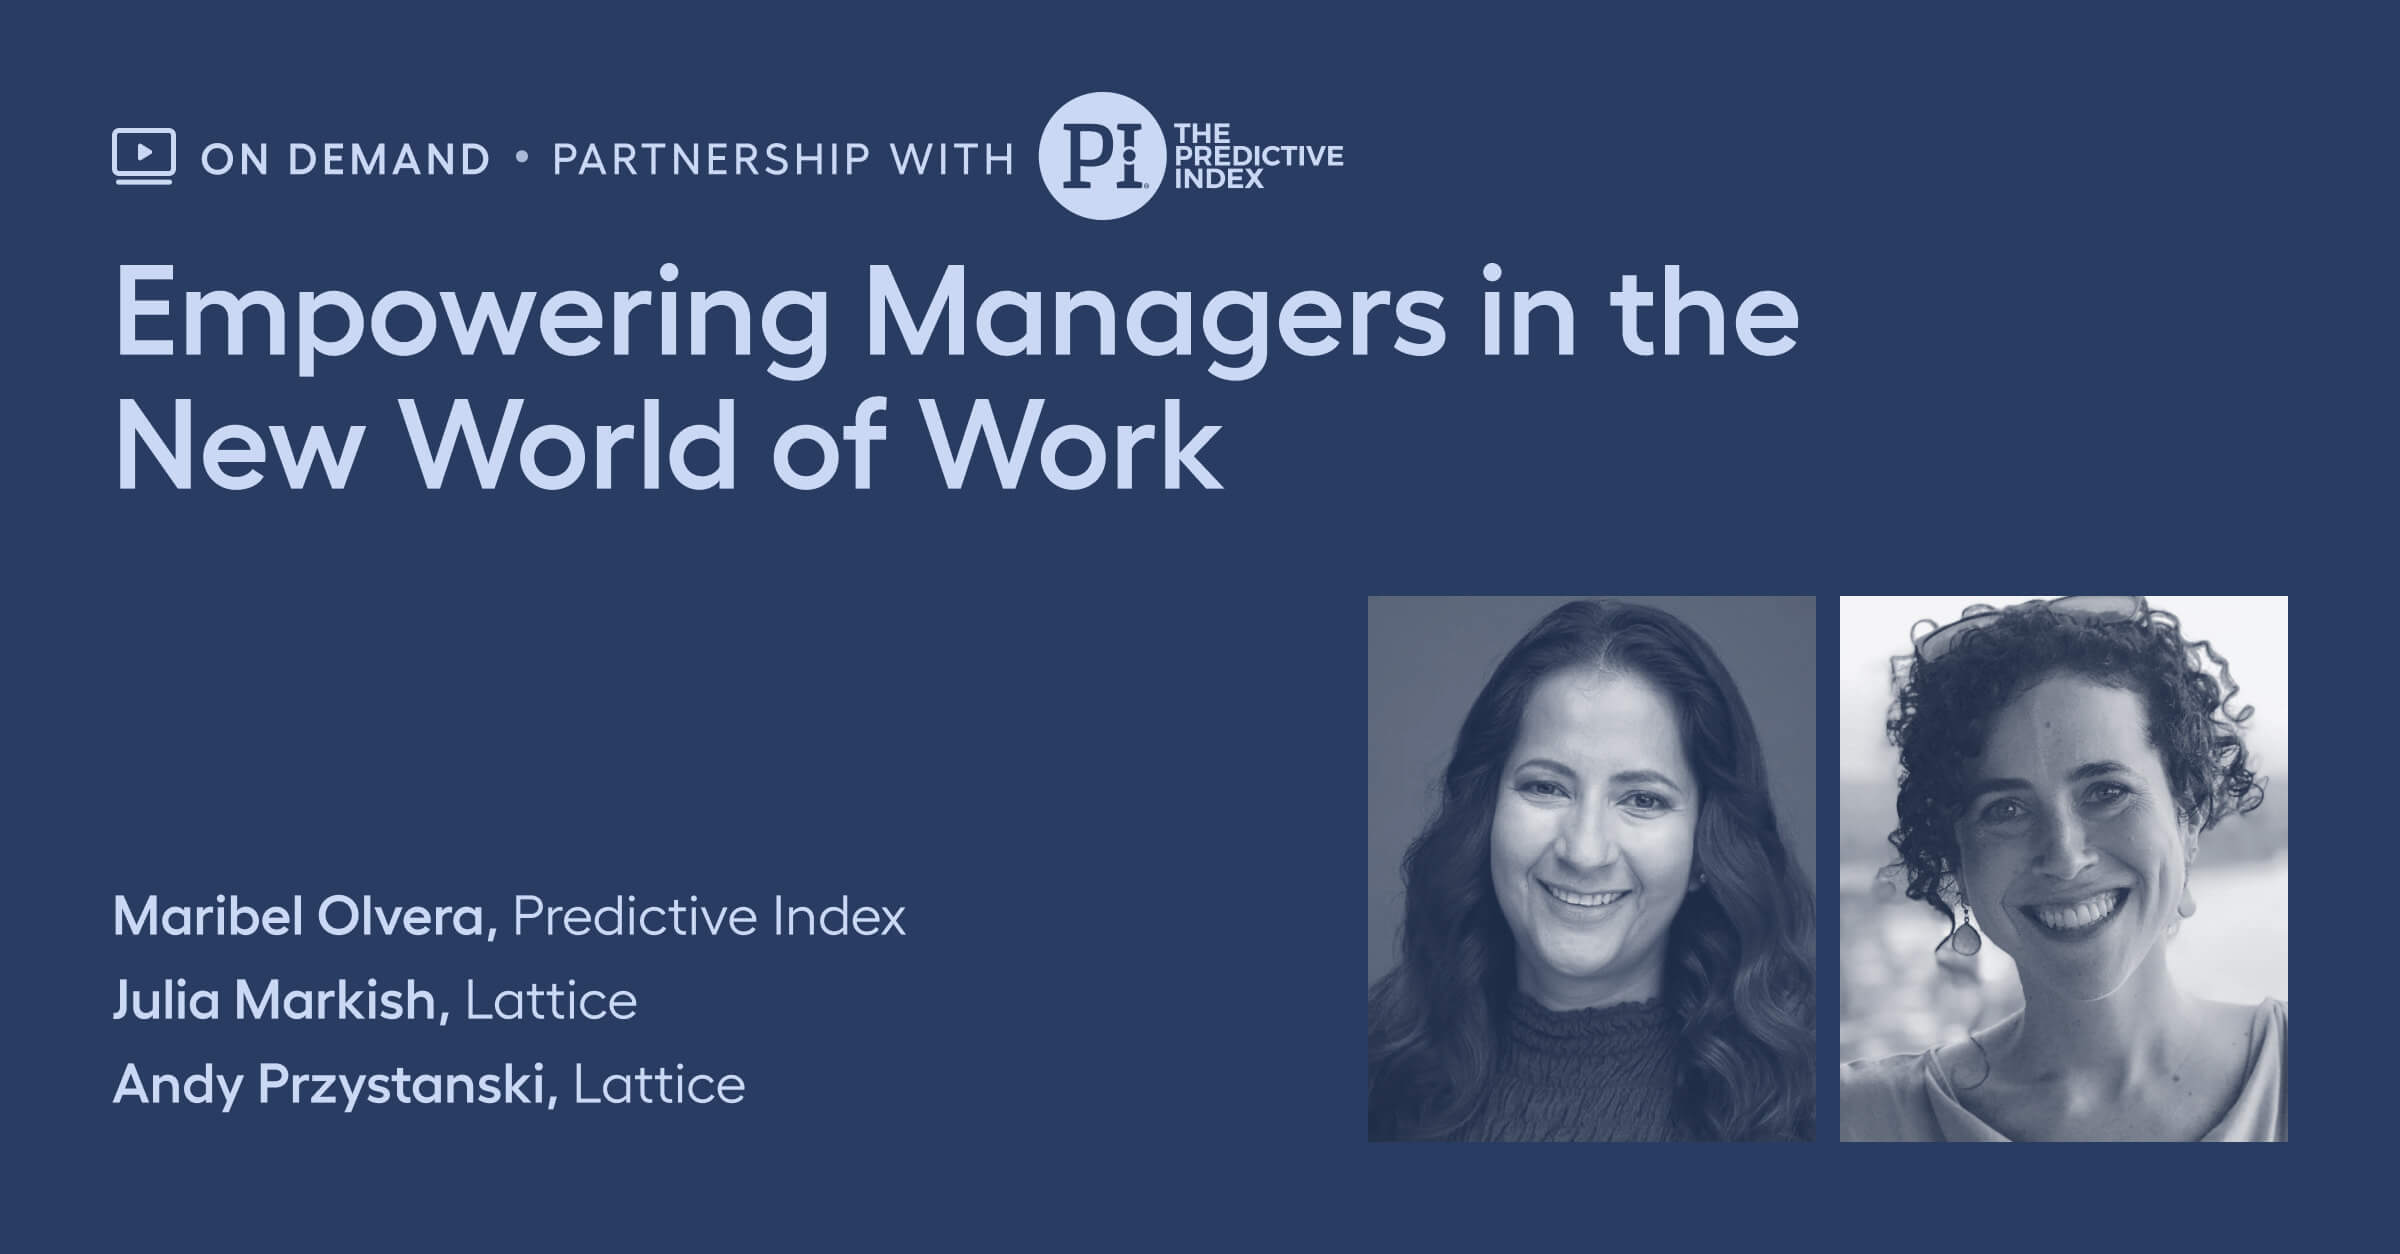 ON DEMAND • PARTNERSHIP WITH PI® THE PREDICTIVE INDEX
Empowering Managers in the
New World of Work
Maribel Olvera, Predictive Index
Julia Markish, Lattice
Andy Przystanski, Lattice